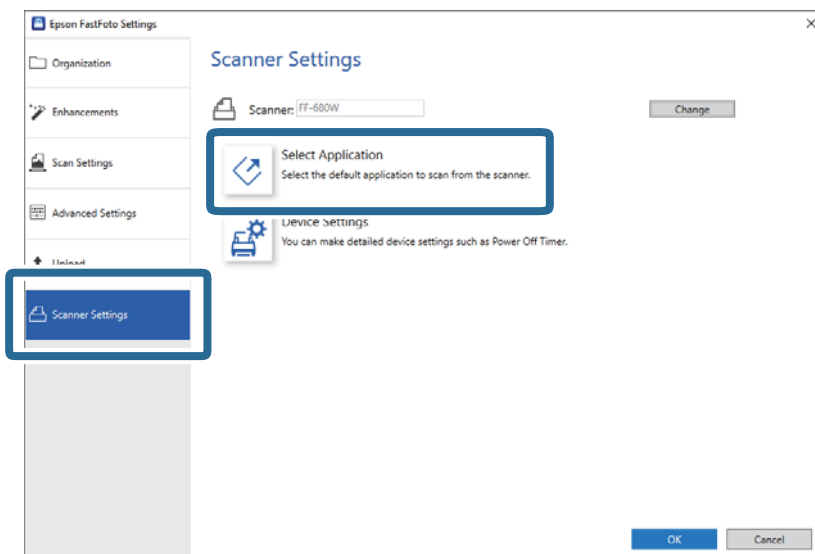 Epson FastFoto Settings
Organization
Enhancements
Scan Settings
Advanced Settings
Upload
Scanner Settings
Scanner Settings
Scanner: FF-680W
Change
Select Application
Select the default application to scan from the scanner.
Device Settings
You can make detailed device settings such as Power Off Timer.
OK
Cancel